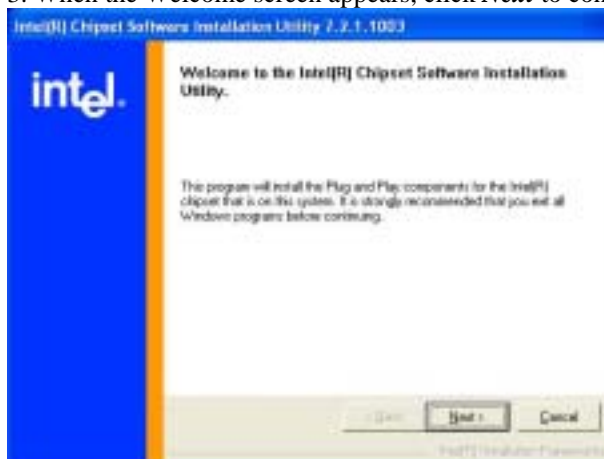 3. When the Welcome screen appears, click Next to con
Intel(R) Chipset Software Installation Utility 7.2.1.1003
intel.
Welcome to the Intel(R) Chipset Software Installation
Utility.
This program will install the Plug and Play components for the Intel(R)
chipset that is on this system. It is strongly recommended that you exit all
Windows programs before continuing.
< Back
Next >
Cancel
Intel(R) Installation Framework